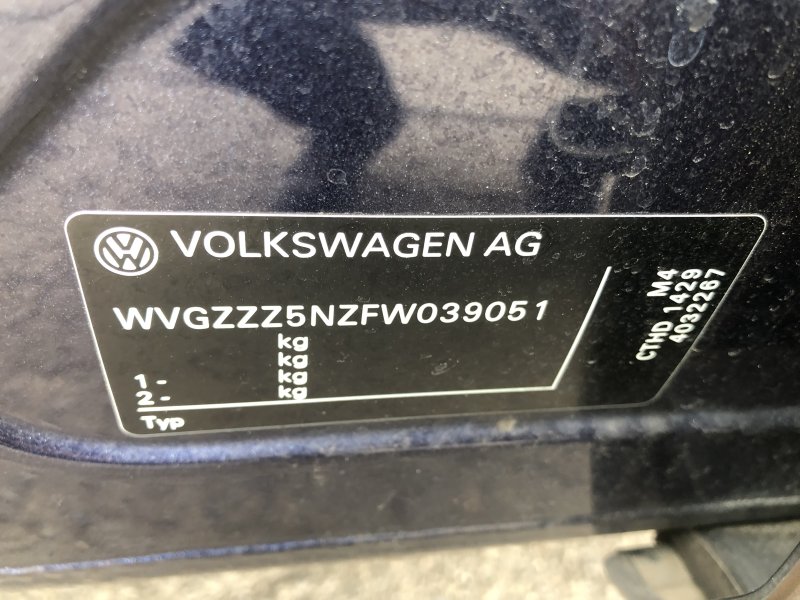 VOLKSWAGEN AG
WVGZZZ5NZFW039051
kg
kg
1 - kg
2 - kg
Typ
M4
CTHD 1429
4032267